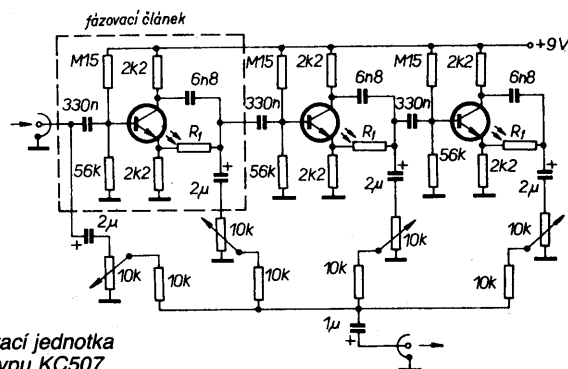 fázovací článek
+9V
M15 2k2 6n8 M15 2k2 6n8 M15 2k2 6n8
330n 330n 330n
R1 R1 R1
56k 2k2 2μ 56k 2k2 2μ 56k 2k2 2μ
+ + +
2μ
+
10k 10k 10k
10k 10k 10k 10k 10k
1μ
+
ací jednotka
ypu KC507